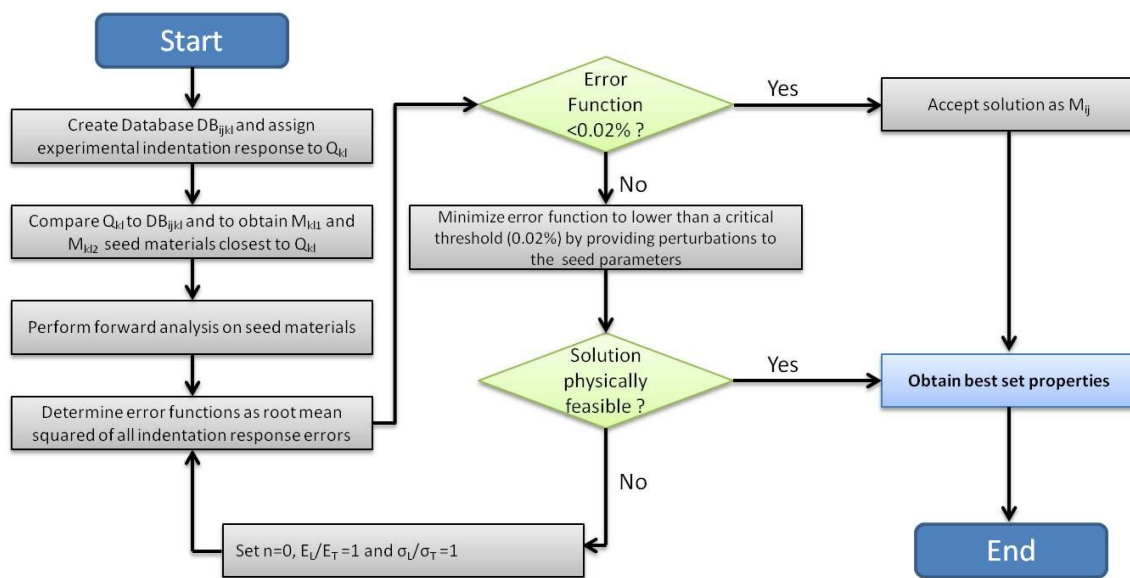 Start
Create Database DBijkl and assign
experimental indentation response to Qkl
Compare Qkl to DBijkl and to obtain Mkl1 and
Mkl2 seed materials closest to Qkl
Perform forward analysis on seed materials
Determine error functions as root mean
squared of all indentation response errors
Error
Function
<0.02% ?
Yes
Accept solution as Mij
No
Minimize error function to lower than a critical
threshold (0.02%) by providing perturbations to
the seed parameters
Solution
physically
feasible ?
Yes
Obtain best set properties
No
Set n=0, EL/ET =1 and σL/σT =1
End